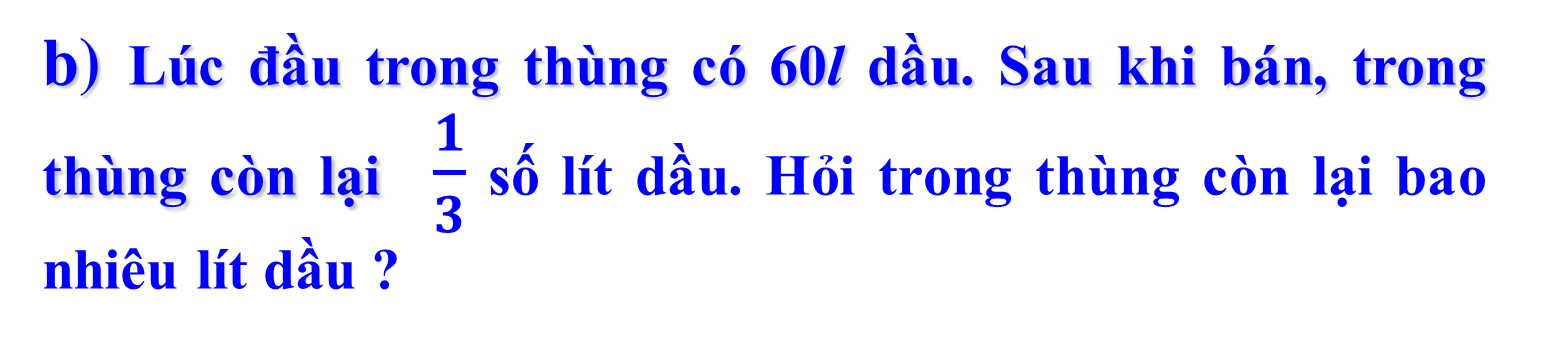 b) Lúc đầu trong thùng có 60l dầu. Sau khi bán, trong
thùng còn lại 1/3 số lít dầu. Hỏi trong thùng còn lại bao
nhiêu lít dầu ?